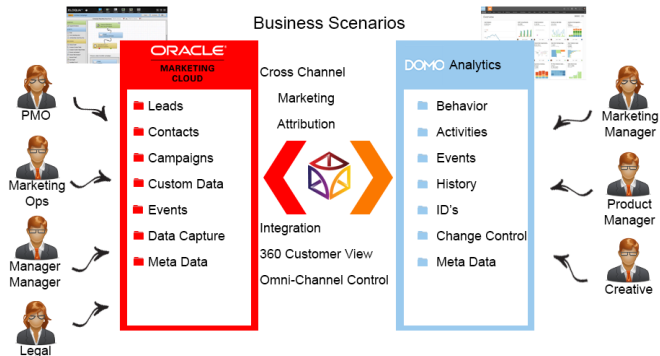 Business Scenarios
ELOQUA
ORACLE
MARKETING
CLOUD
Leads
Contacts
Campaigns
Custom Data
Events
Data Capture
Meta Data
Cross Channel
Marketing
Attribution
Integration
360 Customer View
Omni-Channel Control
DOMO Analytics
Behavior
Activities
Events
History
ID's
Change Control
Meta Data
PMO
Marketing
Ops
Manager
Manager
Legal
Marketing
Manager
Product
Manager
Creative